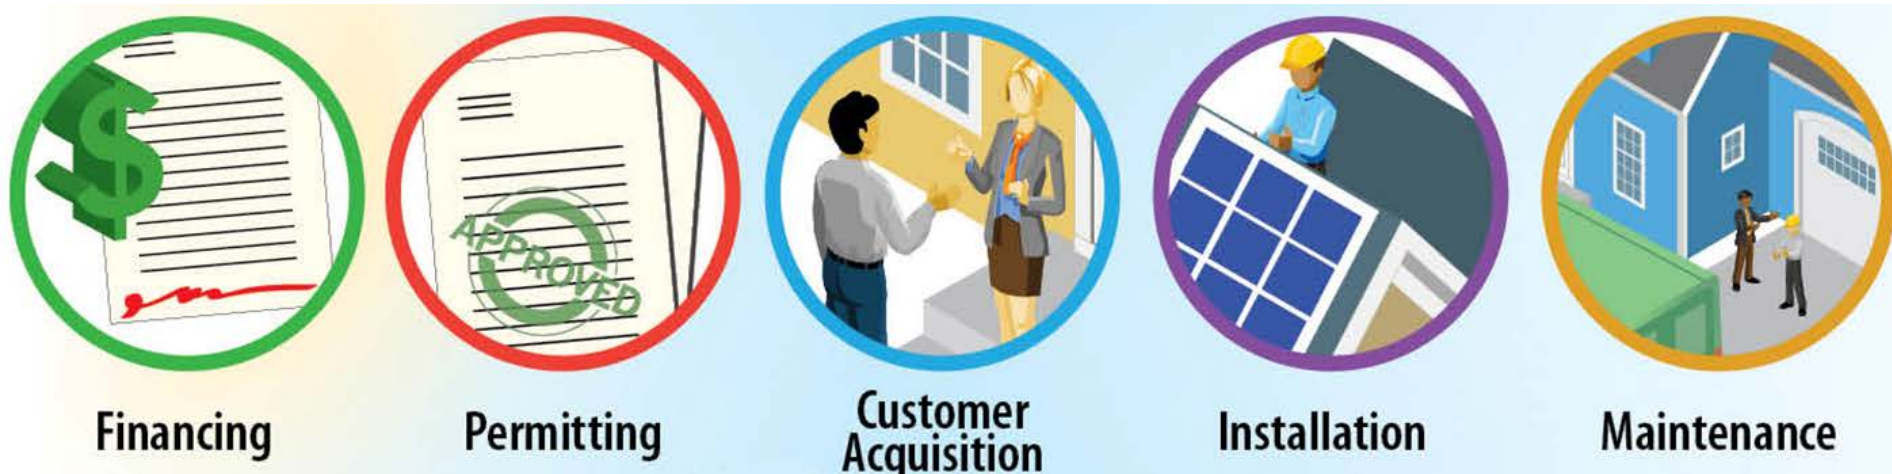 $
APPROVED
Financing
Permitting
Customer
Acquisition
Installation
Maintenance